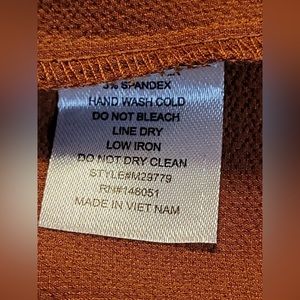 3% SPANDEX
HAND WASH COLD
DO NOT BLEACH
LINE DRY
LOW IRON
DO NOT DRY CLEAN
STYLE#M29779
RN#148051
MADE IN VIET NAM